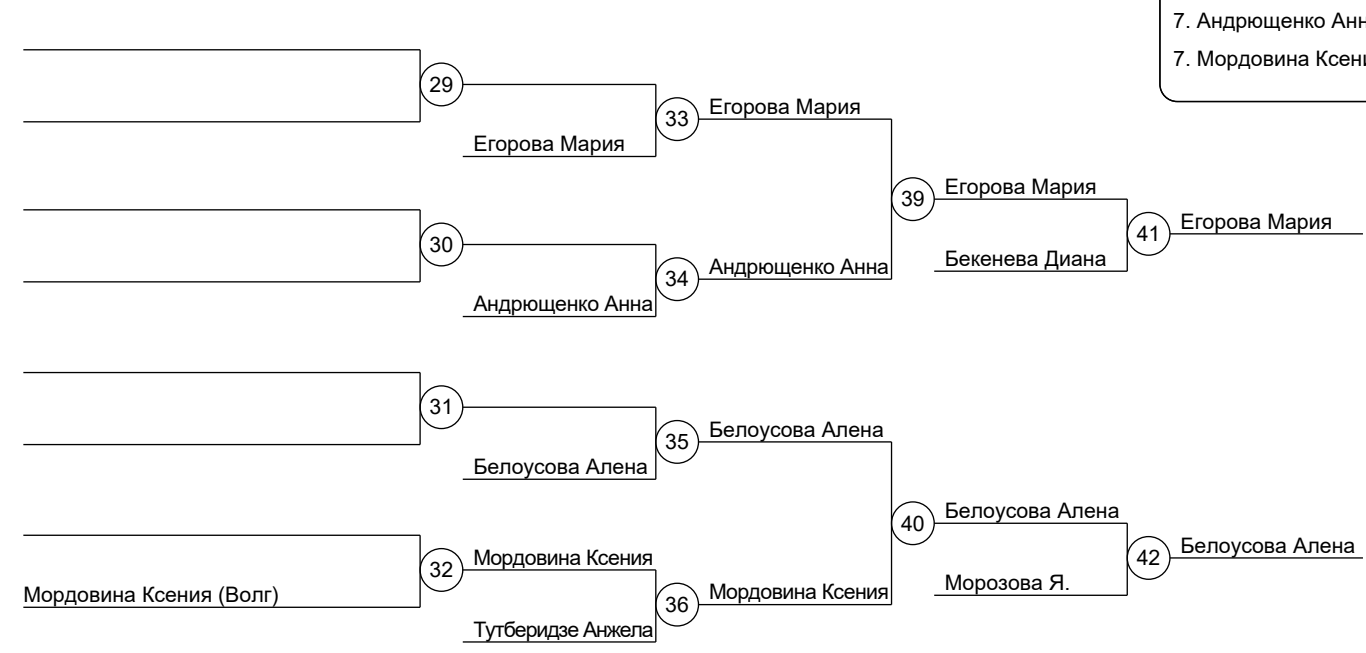 7. Андрющенко Анн
7. Мордовина Ксени
29
Егорова Мария
33
Егорова Мария
39
Егорова Мария
41
Егорова Мария
30
Андрющенко Анна
34
Андрющенко Анна
Бекенева Диана
31
Белоусова Алена
35
Белоусова Алена
40
Белоусова Алена
42
Белоусова Алена
Мордовина Ксения (Волг)
32
Мордовина Ксения
Тутберидзе Анжела
36
Мордовина Ксения
Морозова Я.